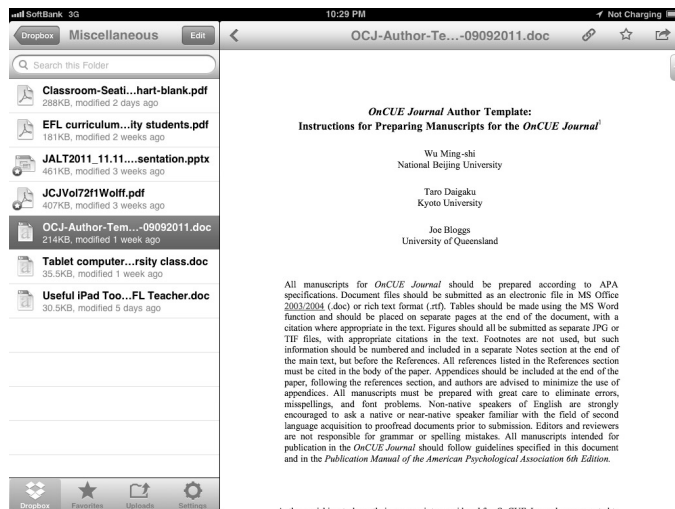 SoftBank 3G
10:29 PM
Not Charging
Dropbox
Miscellaneous
Edit
Search this Folder
Classroom-Seati...hart-blank.pdf
288KB, modified 2 days ago
EFL curriculum...ity students.pdf
181KB, modified 2 weeks ago
JALT2011_11.11....sentation.pptx
461KB, modified 3 weeks ago
JCJVol72f1Wolff.pdf
407KB, modified 3 weeks ago
OCJ-Author-Tem...-09092011.doc
214KB, modified 1 week ago
Tablet computer...rsity class.doc
35.5KB, modified 1 week ago
Useful iPad Too...FL Teacher.doc
30.5KB, modified 5 days ago
Dropbox
Favorites
Uploads
Settings
OCJ-Author-Te...-09092011.doc
OnCUE Journal Author Template:
Instructions for Preparing Manuscripts for the OnCUE Journal¹
Wu Ming-shi
National Beijing University
Taro Daigaku
Kyoto University
Joe Bloggs
University of Queensland
All manuscripts for OnCUE Journal should be prepared according to APA
specifications. Document files should be submitted as an electronic file in MS Office
2003/2004 (.doc) or rich text format (.rtf). Tables should be made using the MS Word
function and should be placed on separate pages at the end of the document, with a
citation where appropriate in the text. Figures should all be submitted as separate JPG or
TIF files, with appropriate citations in the text. Footnotes are not used, but such
information should be numbered and included in a separate Notes section at the end of
the main text, but before the References. All references listed in the References section
must be cited in the body of the paper. Appendices should be included at the end of the
paper, following the references section, and authors are advised to minimize the use of
appendices. All manuscripts must be prepared with great care to eliminate errors,
misspellings, and font problems. Non-native speakers of English are strongly
encouraged to ask a native or near-native speaker familiar with the field of second
language acquisition to proofread documents prior to submission. Editors and reviewers
are not responsible for grammar or spelling mistakes. All manuscripts intended for
publication in the OnCUE Journal should follow guidelines specified in this document
and in the Publication Manual of the American Psychological Association 6th Edition.